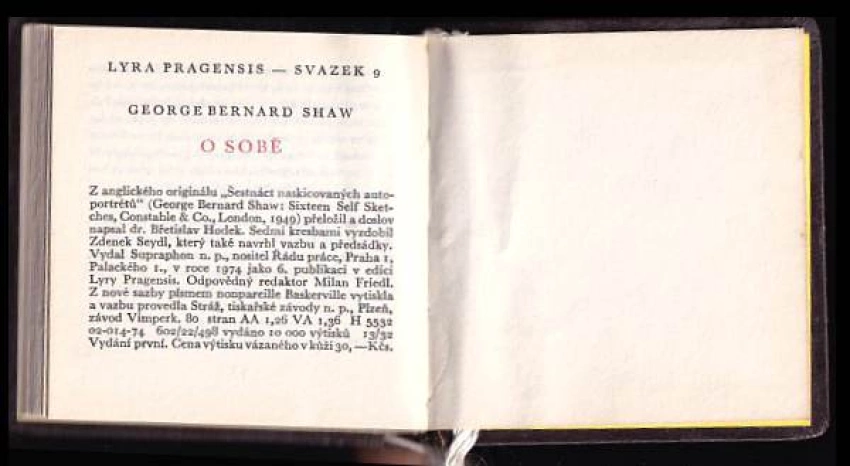 LYRA PRAGENSIS — SVAZEK 9
GEORGE BERNARD SHAW
O SOBĚ
Z anglického originálu „Šestnáct naskicovaných auto-
portrétů“ (George Bernard Shaw: Sixteen Self Sket-
ches, Constable & Co., London, 1949) přeložil a doslov
napsal dr. Břetislav Hodek. Sedmi kresbami vyzdobil
Zdenek Seydl, který také navrhl vazbu a předsádky.
Vydal Supraphon n. p., nositel Řádu práce, Praha 1,
Palackého 1., v roce 1974 jako 6. publikaci v edici
Lyry Pragensis. Odpovědný redaktor Milan Friedl.
Z nové sazby písmem nonpareille Baskerville vytiskla
a vazbu provedla Stráž, tiskařské závody n. p., Plzeň,
závod Vimperk. 80 stran AA 1,26 VA 1,36 H 5532
02-014-74 602/22/498 vydáno 10 000 výtisků 13/32
Vydání první. Cena výtisku vázaného v kůži 30,—Kčs.